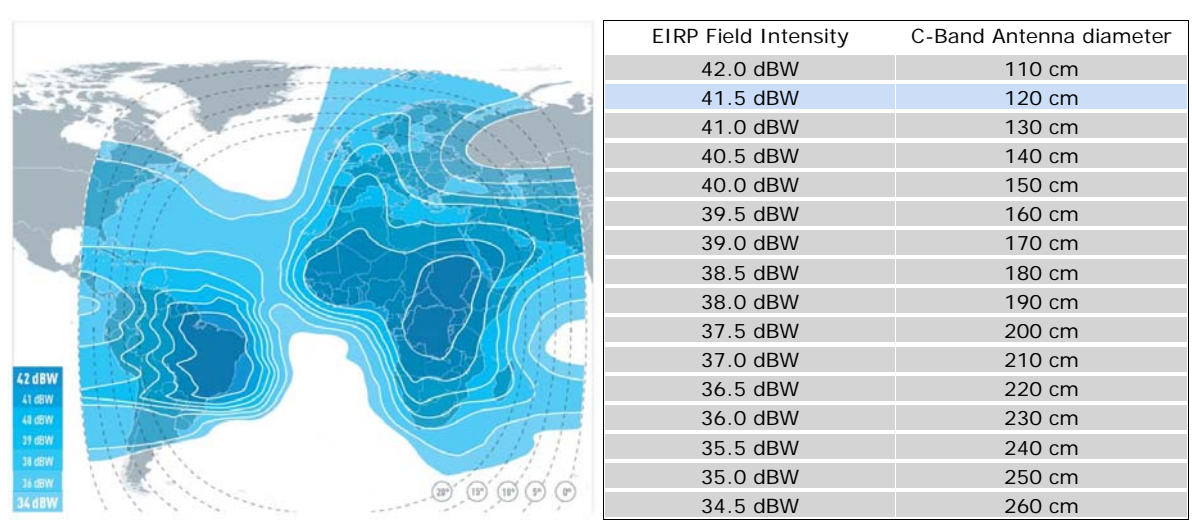 42 dBW
41 dBW
40 dBW
39 dBW
38 dBW
36 dBW
34 dBW
20° 15° 10° 5° 0°
EIRP Field Intensity C-Band Antenna diameter
42.0 dBW 110 cm
41.5 dBW 120 cm
41.0 dBW 130 cm
40.5 dBW 140 cm
40.0 dBW 150 cm
39.5 dBW 160 cm
39.0 dBW 170 cm
38.5 dBW 180 cm
38.0 dBW 190 cm
37.5 dBW 200 cm
37.0 dBW 210 cm
36.5 dBW 220 cm
36.0 dBW 230 cm
35.5 dBW 240 cm
35.0 dBW 250 cm
34.5 dBW 260 cm